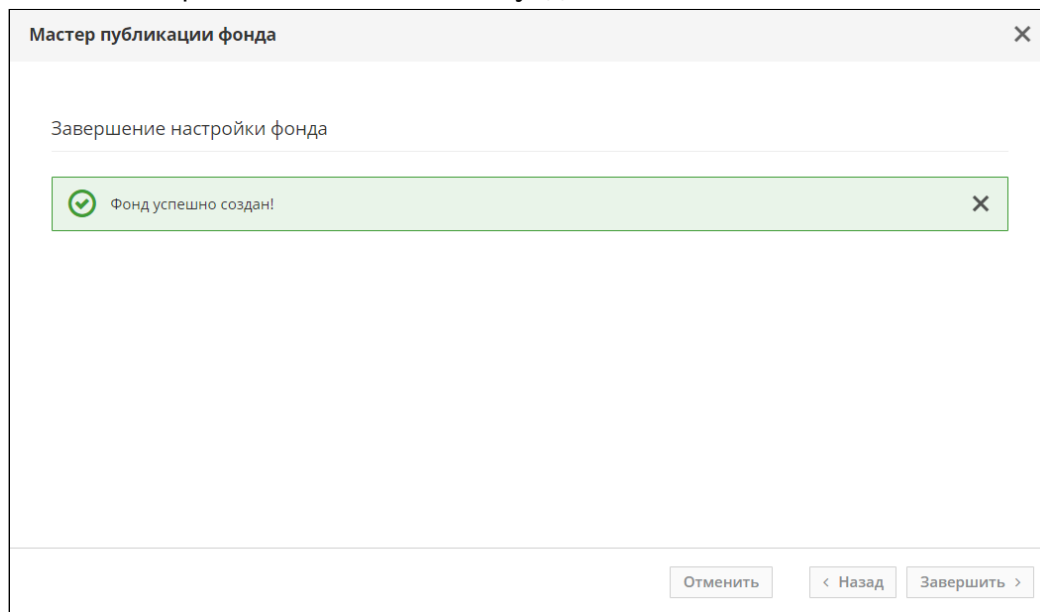 Мастер публикации фонда
Завершение настройки фонда
Фонд успешно создан!
Отменить < Назад Завершить >